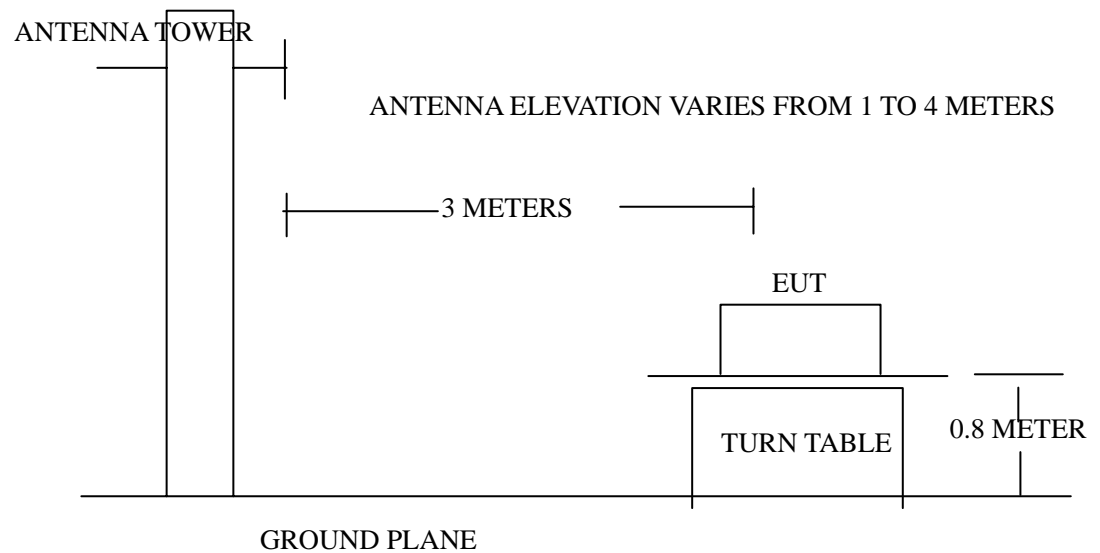 ANTENNA TOWER
ANTENNA ELEVATION VARIES FROM 1 TO 4 METERS
3 METERS
EUT
TURN TABLE
0.8 METER
GROUND PLANE